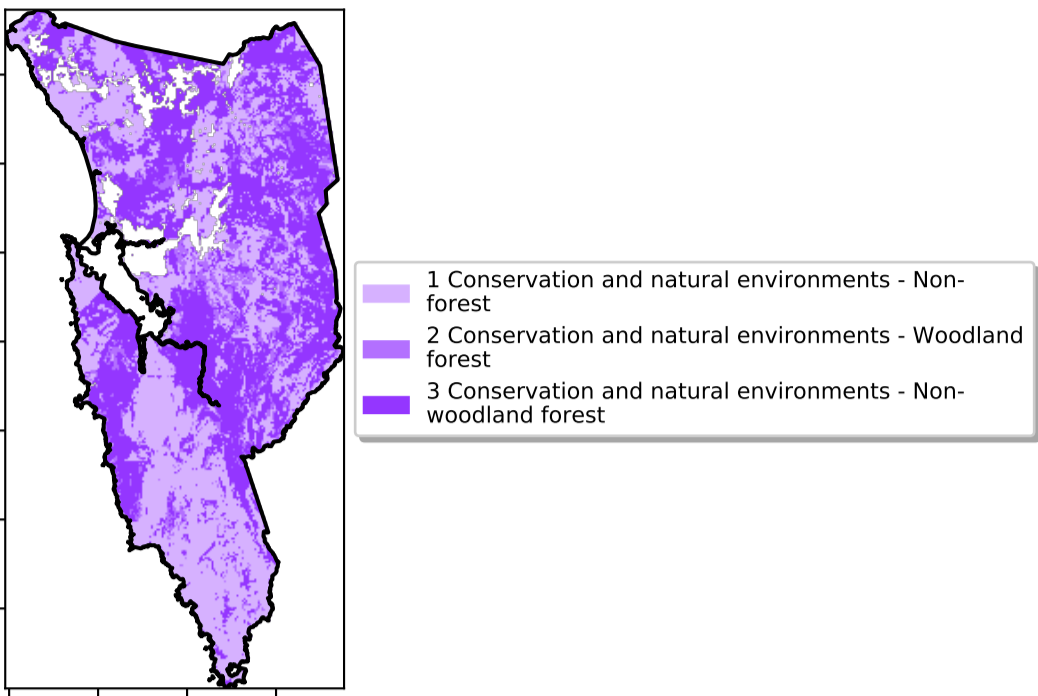 1 Conservation and natural environments - Non-
forest
2 Conservation and natural environments - Woodland
forest
3 Conservation and natural environments - Non-
woodland forest